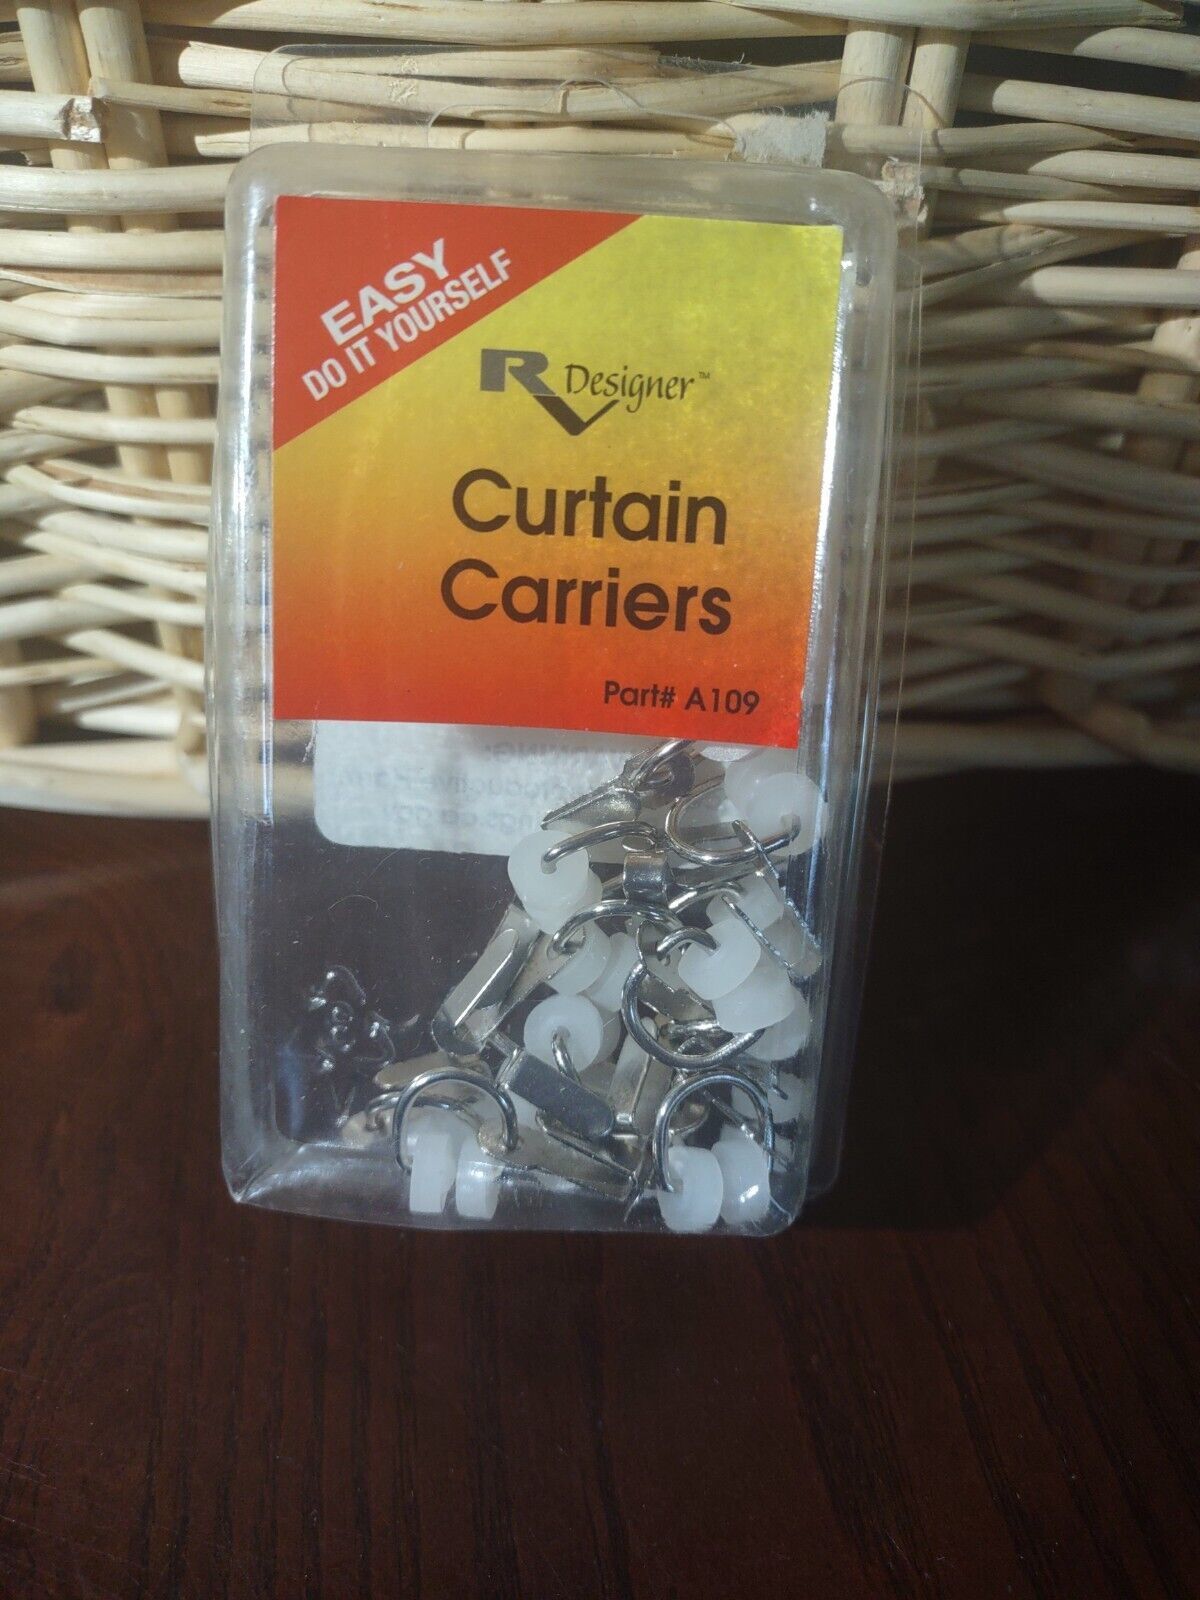 EASY
DO IT YOURSELF
RV Designer™
Curtain
Carriers
Part# A109